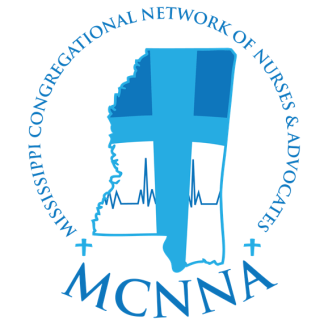 MISSISSIPPI CONGREGATIONAL NETWORK OF NURSES & ADVOCATES
MCNNA